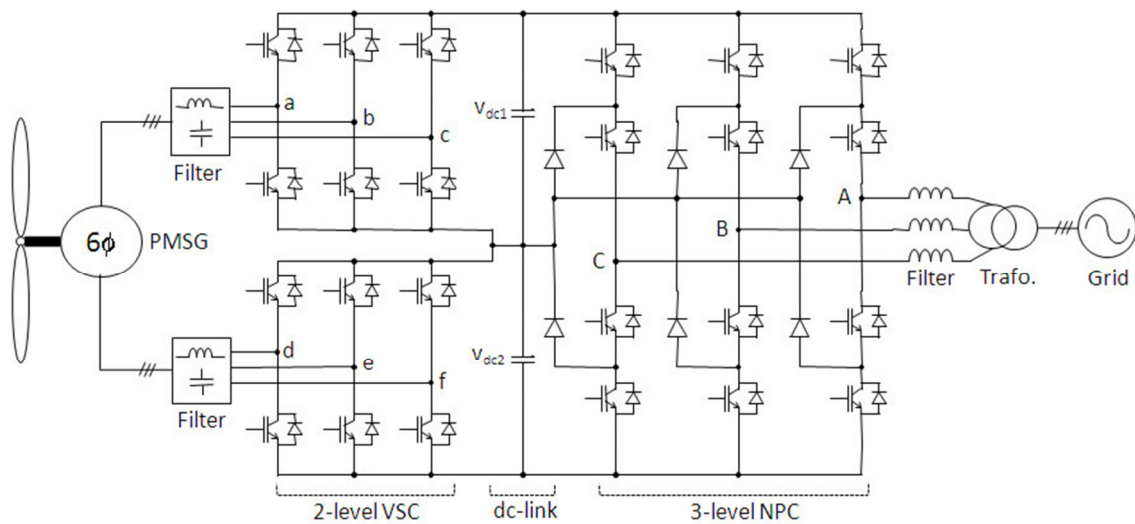 a
b
c
v_dc1
Filter
A
6ϕ
PMSG
B
C
Filter
Trafo.
Grid
d
e
f
v_dc2
Filter
2-level VSC
dc-link
3-level NPC